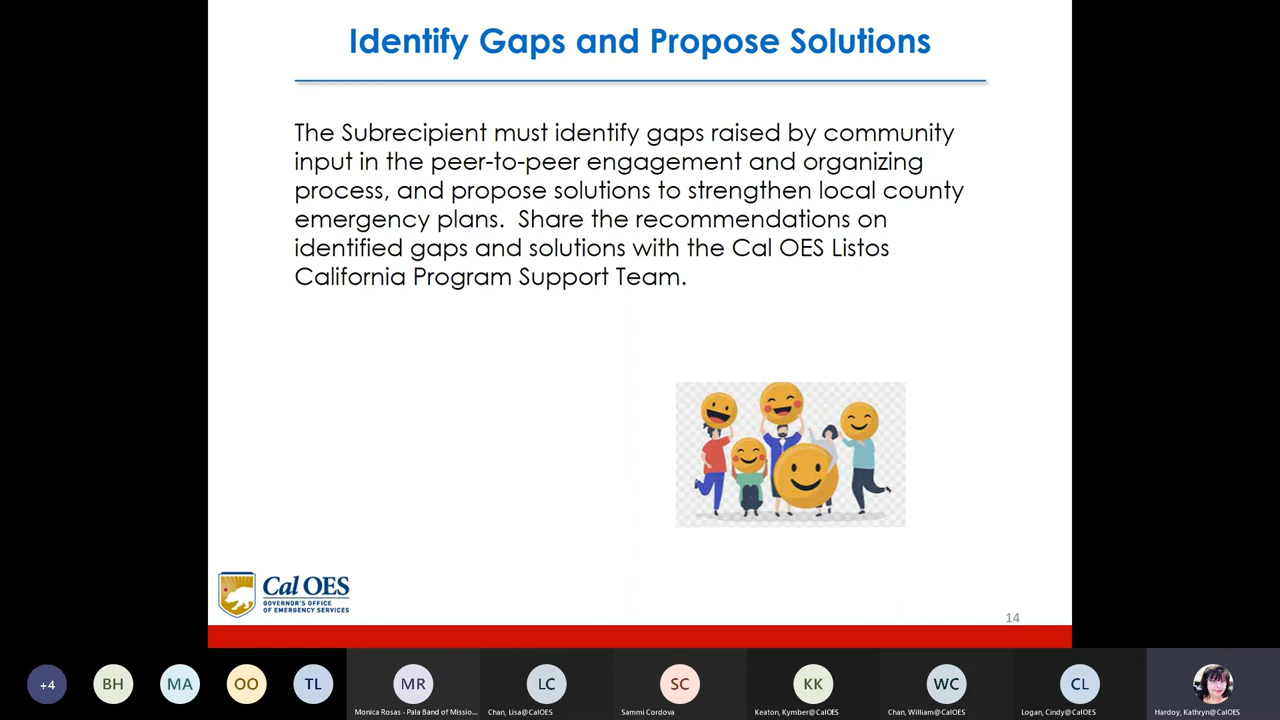 Identify Gaps and Propose Solutions
The Subrecipient must identify gaps raised by community
input in the peer-to-peer engagement and organizing
process, and propose solutions to strengthen local county
emergency plans.  Share the recommendations on
identified gaps and solutions with the Cal OES Listos
California Program Support Team.
Cal OES
GOVERNOR'S OFFICE
OF EMERGENCY SERVICES
14
+4
BH
MA
OO
TL
MR
LC
SC
KK
WC
CL
Monica Rosas - Pala Band of Missio...
Chan, Lisa@CalOES
Sammi Cordova
Keaton, Kymber@CalOES
Chan, William@CalOES
Logan, Cindy@CalOES
Hardoy, Kathryn@CalOES